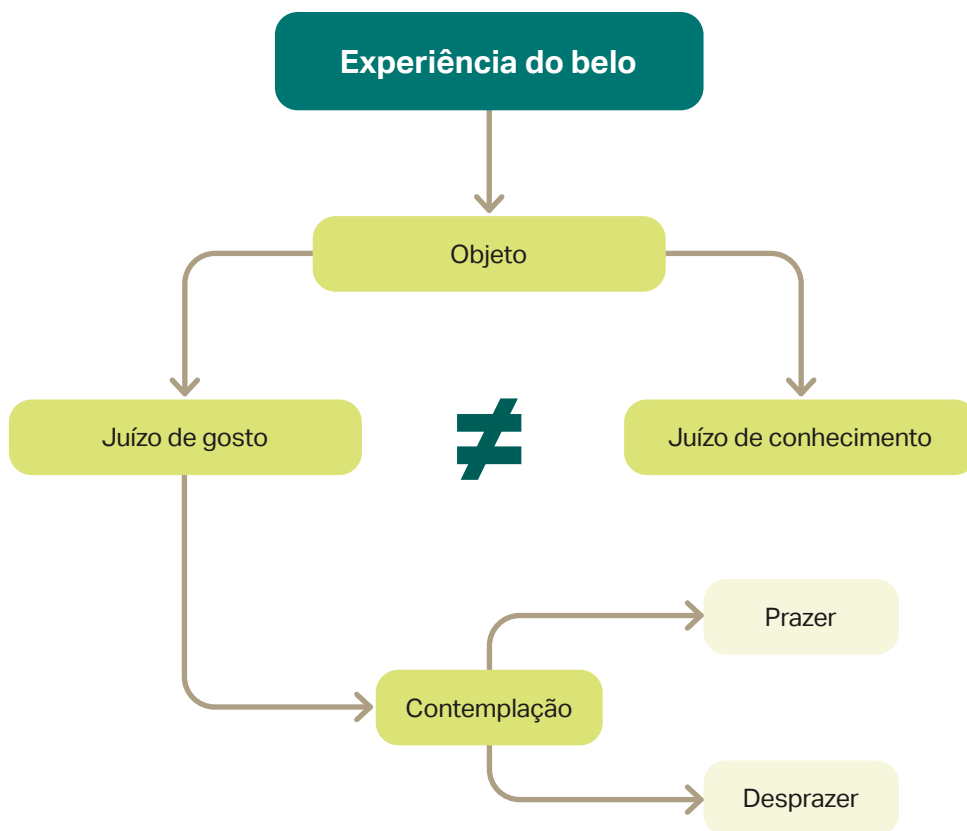 Experiência do belo
Objeto
Juízo de gosto
≠
Juízo de conhecimento
Prazer
Contemplação
Desprazer